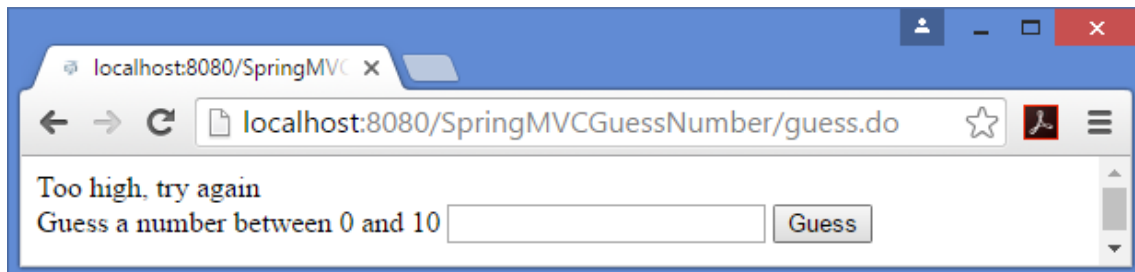 localhost:8080/SpringMVC
localhost:8080/SpringMVCGuessNumber/guess.do
Too high, try again
Guess a number between 0 and 10 Guess